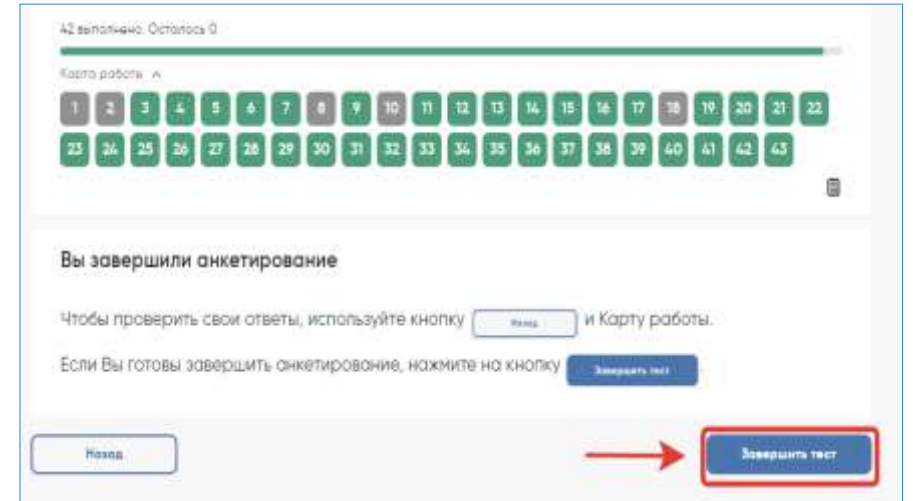 42 выполнено. Осталось 0.
Карта работы
1 2 3 4 5 6 7 8 9 10 11 12 13 14 15 16 17 18 19 20 21 22
23 24 25 26 27 28 29 30 31 32 33 34 35 36 37 38 39 40 41 42 43
Вы завершили анкетирование
Чтобы проверить свои ответы, используйте кнопку Назад и Карту работы.
Если Вы готовы завершить анкетирование, нажмите на кнопку Завершить тест
Назад Завершить тест